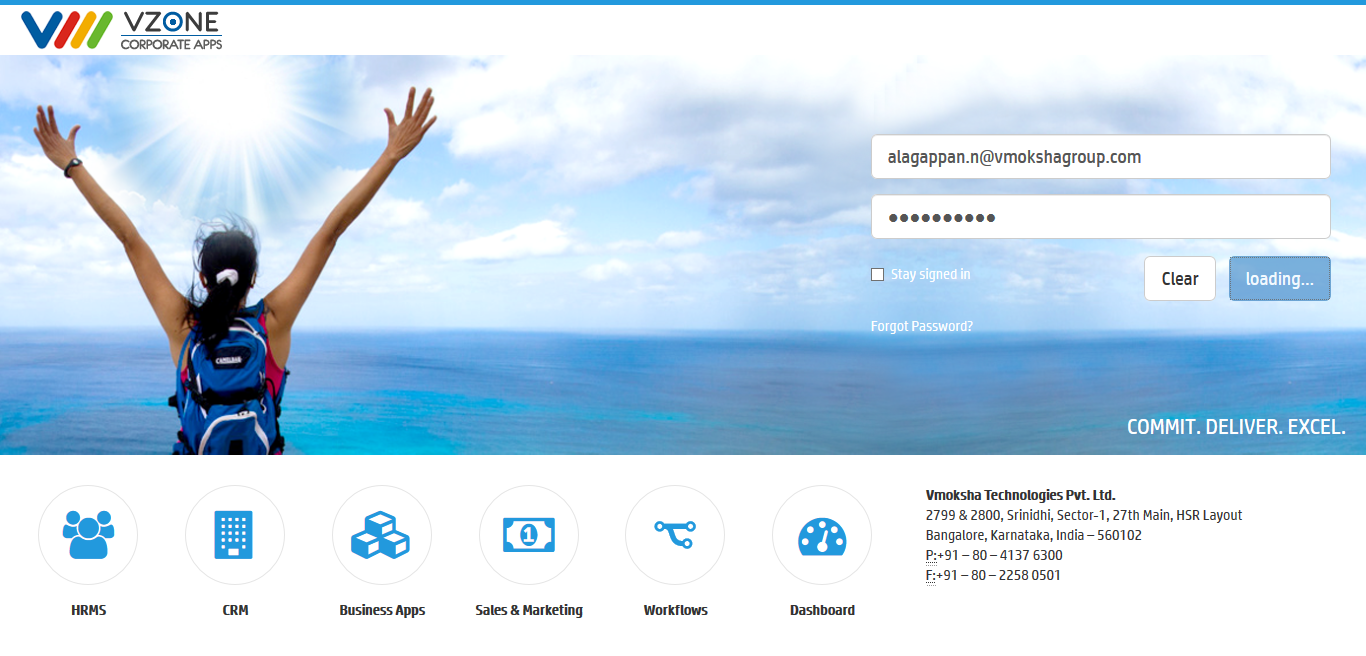 VZONE
CORPORATE APPS
alagappan.n@vmokshagroup.com
••••••••••
Stay signed in
Clear
loading...
Forgot Password?
COMMIT. DELIVER. EXCEL.
CAMELBAK
1
HRMS
CRM
Business Apps
Sales & Marketing
Workflows
Dashboard
Vmoksha Technologies Pvt. Ltd.
2799 & 2800, Srinidhi, Sector-1, 27th Main, HSR Layout
Bangalore, Karnataka, India – 560102
P:+91 – 80 – 4137 6300
F:+91 – 80 – 2258 0501